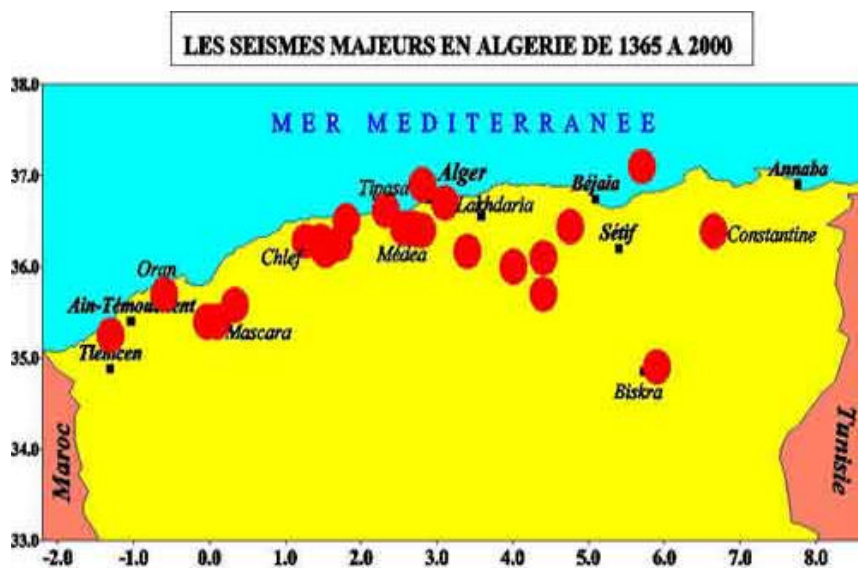 LES SEISMES MAJEURS EN ALGERIE DE 1365 A 2000
38.0
MER MEDITERRANEE
37.0
Alger
Annaba
Tipasa
Béjaia
Lakhdaria
Sétif
Constantine
Médea
Chlef
36.0
Oran
Mascara
35.0
Tlemcen
Biskra
34.0
Maroc
Tunisie
33.0
-2.0 -1.0 0.0 1.0 2.0 3.0 4.0 5.0 6.0 7.0 8.0